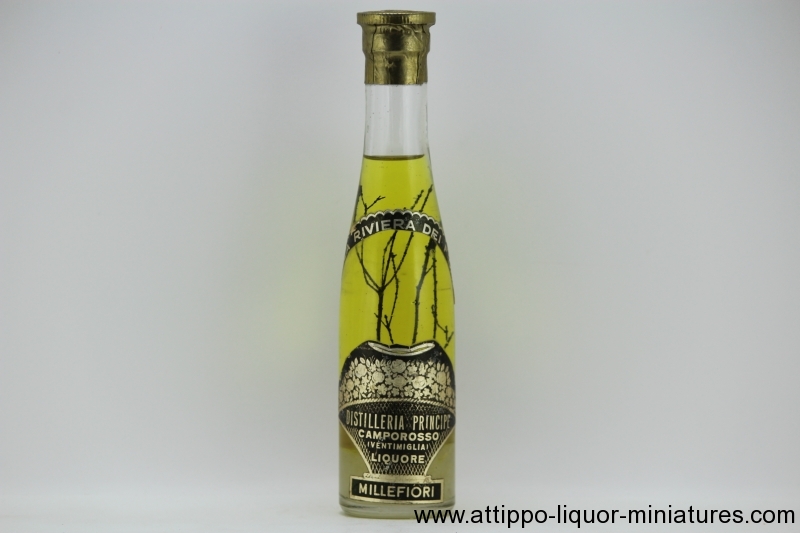 RIVIERA DEI
DISTILLERIA PRINCIPE
CAMPOROSSO
(VENTIMIGLIA)
LIQUORE
MILLEFIORI
www.attippo-liquor-miniatures.com